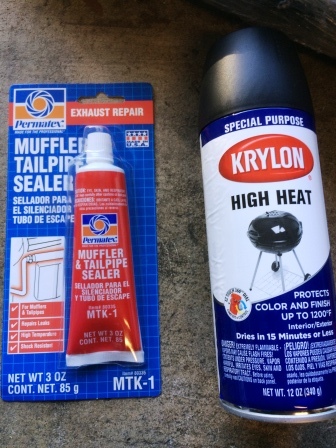 Permatex
MADE FOR THE PROFESSIONAL
EXHAUST REPAIR
MUFFLER
TAILPIPE
SEALER
SELLADOR PARA
EL SILENCIADOR
TUBO DE ESCAPE
USA
For Mufflers
& Tailpipes
Repairs Leaks
High Temperature
Shock Resistant
NET WT 3 OZ
CONT. NET. 85 g
MTK-1
Permatex
MUFFLER
& TAILPIPE
SEALER
SELLADOR PARA
EL SILENCIADOR
Y TUBO DE ESCAPE
MTK-1
NET WT 3 OZ
CONT. NET. 85 g
SPECIAL PURPOSE
KRYLON
HIGH HEAT
PROTECTS
COLOR AND FINISH
UP TO 1200°F
Interior/Exterior
Dries in 15 Minutes or Less
DANGER!
¡PELIGRO!
NET WT. 12 OZ (340 g)